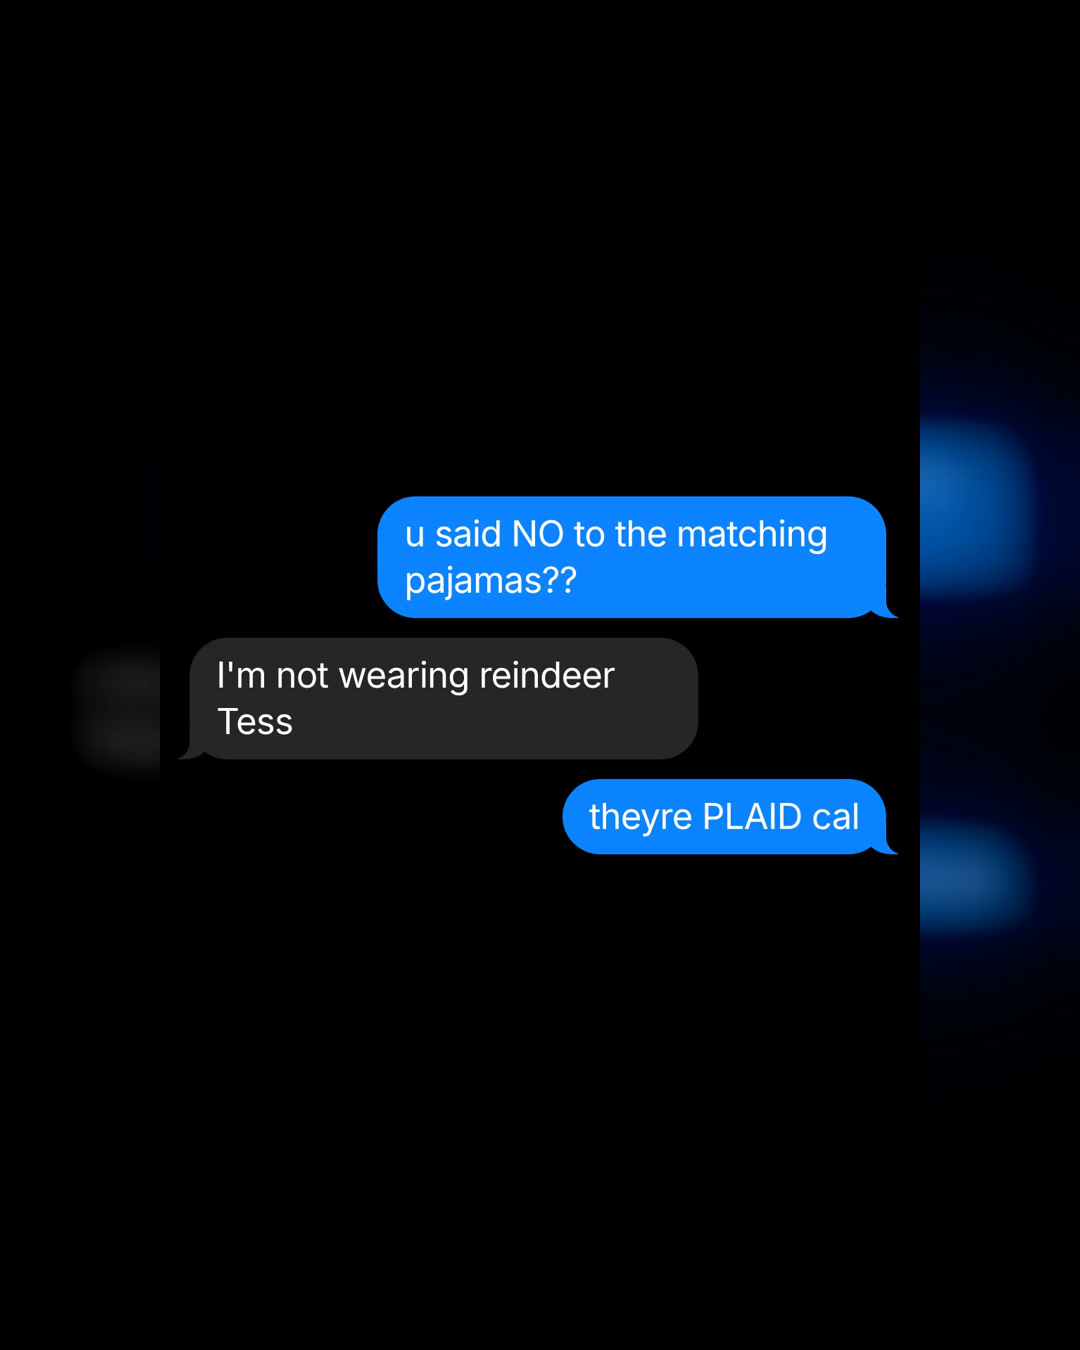 u said NO to the matching
pajamas??
I'm not wearing reindeer
Tess
theyre PLAID cal